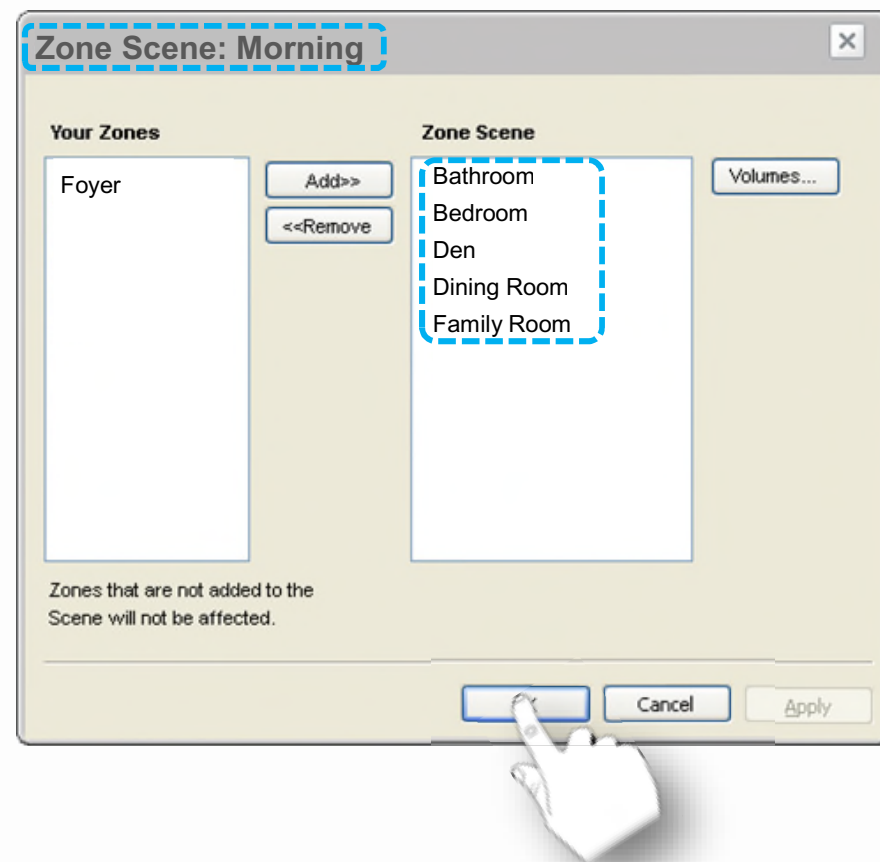 Zone Scene: Morning
Your Zones
Zone Scene
Foyer
Add>>
<<Remove
Bathroom
Bedroom
Den
Dining Room
Family Room
Volumes...
Zones that are not added to the
Scene will not be affected.
Cancel
Apply